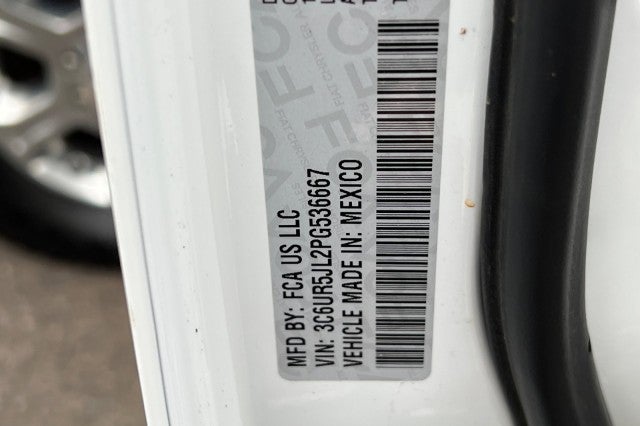 MFD BY: FCA US LLC
VIN: 3C6UR5JL2PG536667
VEHICLE MADE IN: MEXICO